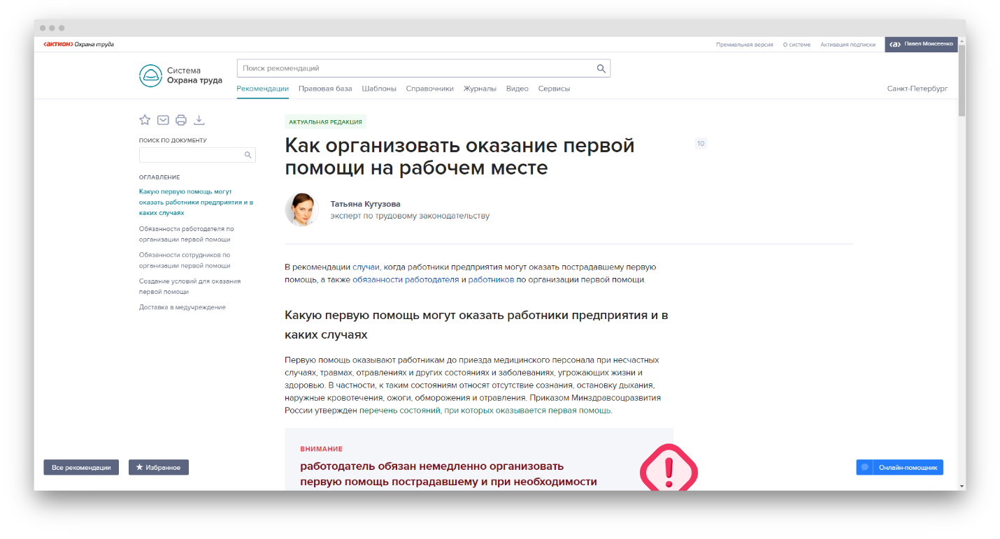 ‹актион› Охрана труда
Премиальная версия О системе Активация подписки ‹а› Павел Моисеенко
Система
Охрана труда
Поиск рекомендаций
Рекомендации Правовая база Шаблоны Справочники Журналы Видео Сервисы
Санкт-Петербург
ПОИСК ПО ДОКУМЕНТУ
ОГЛАВЛЕНИЕ
Какую первую помощь могут
оказать работники предприятия и в
каких случаях
Обязанности работодателя по
организации первой помощи
Обязанности сотрудников по
организации первой помощи
Создание условий для оказания
первой помощи
Доставка в медучреждение
АКТУАЛЬНАЯ РЕДАКЦИЯ
Как организовать оказание первой
помощи на рабочем месте
10
Татьяна Кутузова
эксперт по трудовому законодательству
В рекомендации случаи, когда работники предприятия могут оказать пострадавшему первую
помощь, а также обязанности работодателя и работников по организации первой помощи.
Какую первую помощь могут оказать работники предприятия и в
каких случаях
Первую помощь оказывают работникам до приезда медицинского персонала при несчастных
случаях, травмах, отравлениях и других состояниях и заболеваниях, угрожающих жизни и
здоровью. В частности, к таким состояниям относят отсутствие сознания, остановку дыхания,
наружные кровотечения, ожоги, обморожения и отравления. Приказом Минздравсоцразвития
России утвержден перечень состояний, при которых оказывается первая помощь.
ВНИМАНИЕ
работодатель обязан немедленно организовать
первую помощь пострадавшему и при необходимости
Все рекомендации
Избранное
Онлайн-помощник